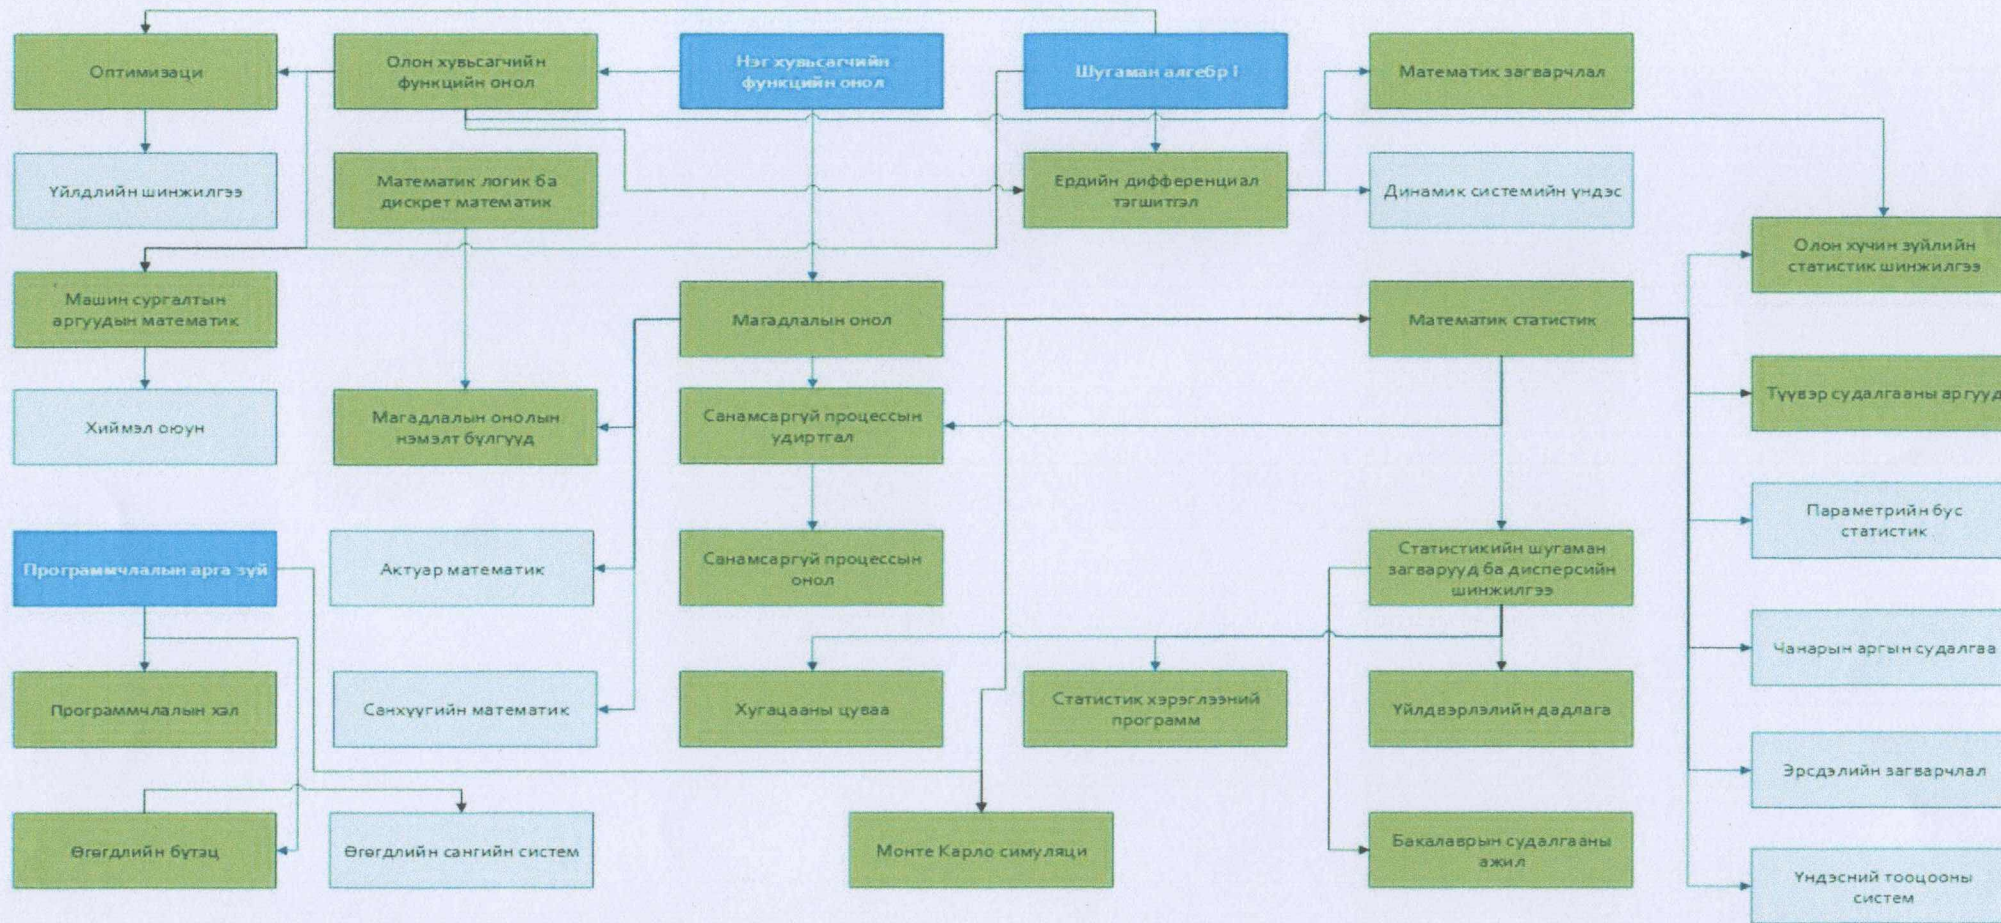 Оптимизаци
Олон хувьсагчийн
функцийн онол
Нэг хувьсагчийн
функцийн онол
Шугаман алгебр I
Математик загварчлал
Үйлдлийн шинжилгээ
Математик логик ба
дискрет математик
Ердийн дифференциал
тэгшитгэл
Динамик системийн үндэс
Олон хүчин зүйлийн
статистик шинжилгээ
Машин сургалтын
аргуудын математик
Магадлалын онол
Математик статистик
Түүвэр судалгааны аргууд
Хиймэл оюун
Магадлалын онолын
нэмэлт бүлгүүд
Санамсаргүй процессын
удиртгал
Параметрийн бус
статистик
Программчлалын арга зүй
Актуар математик
Санамсаргүй процессын
онол
Статистикийн шугаман
загварууд ба дисперсийн
шинжилгээ
Чанарын аргын судалгаа
Программчлалын хэл
Санхүүгийн математик
Хугацааны цуваа
Статистик хэрэглээний
программ
Үйлдвэрлэлийн дадлага
Эрсдэлийн загварчлал
Өгөгдлийн бүтэц
Өгөгдлийн сангийн систем
Монте Карло симуляци
Бакалаврын судалгааны
ажил
Үндэсний тооцооны
систем